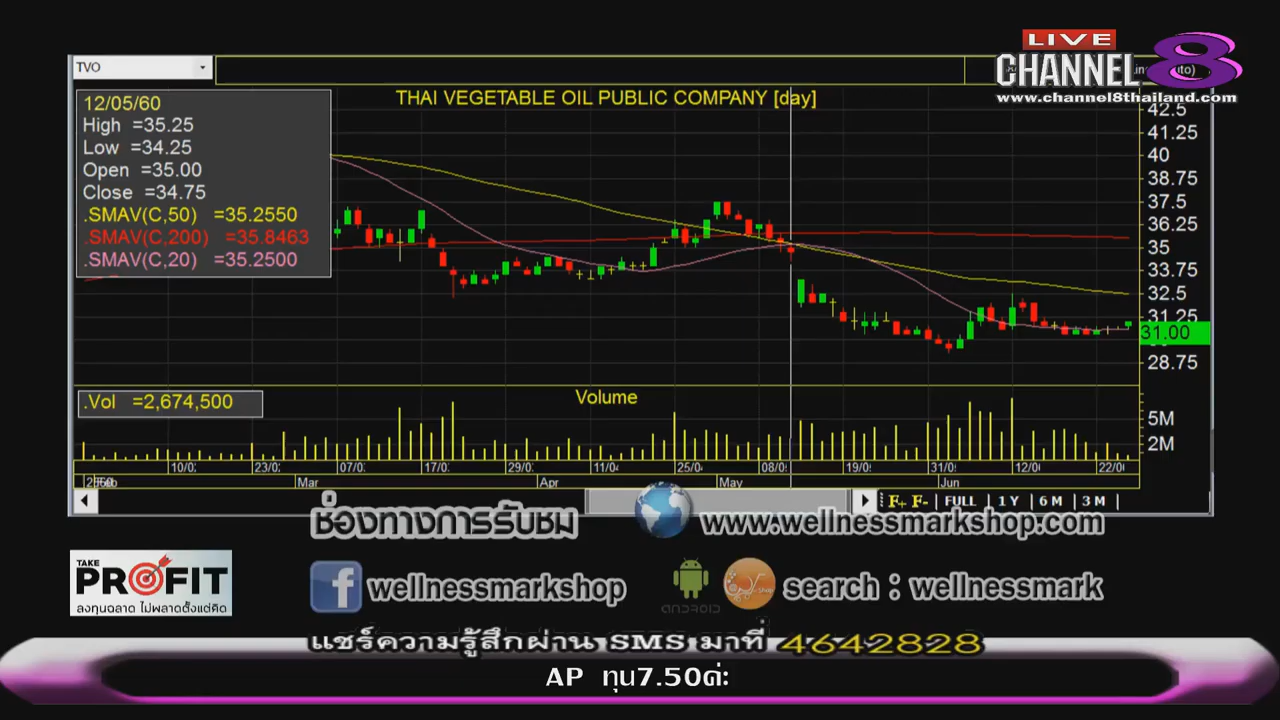 LIVE
CHANNEL 8
www.channel8thailand.com
TVO
THAI VEGETABLE OIL PUBLIC COMPANY [day]
12/05/60
High =35.25
Low =34.25
Open =35.00
Close =34.75
.SMAV(C,50) =35.2550
.SMAV(C,200) =35.8463
.SMAV(C,20) =35.2500
42.5
41.25
40
38.75
37.5
36.25
35
33.75
32.5
31.25
31.00
28.75
.Vol =2,674,500
Volume
5M
2M
10/0 23/0 07/0 17/0 29/0 11/0 25/0 08/0 19/0 31/0 12/0 22/0
Mar Apr May Jun
F+ F- | FULL | 1 Y | 6 M | 3 M |
ช่องทางการรับชม
www.wellnessmarkshop.com
TAKE
PROFIT
ลงทุนฉลาด ไม่พลาดตั้งแต่คิด
wellnessmarkshop
ANDROID
search : wellnessmark
แชร์ความรู้สึกผ่าน SMS มาที่ 4642828
AP ทุน7.50ค่ะ